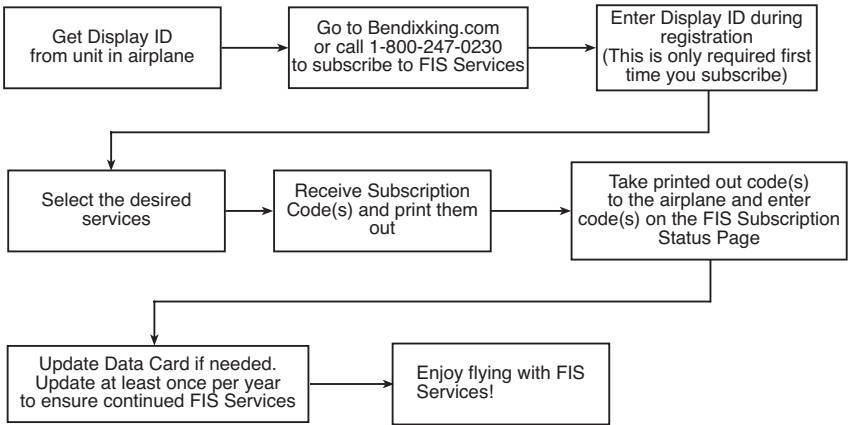 Get Display ID
from unit in airplane
Go to Bendixking.com
or call 1-800-247-0230
to subscribe to FIS Services
Enter Display ID during
registration
(This is only required first
time you subscribe)
Select the desired
services
Receive Subscription
Code(s) and print them
out
Take printed out code(s)
to the airplane and enter
code(s) on the FIS Subscription
Status Page
Update Data Card if needed.
Update at least once per year
to ensure continued FIS Services
Enjoy flying with FIS
Services!